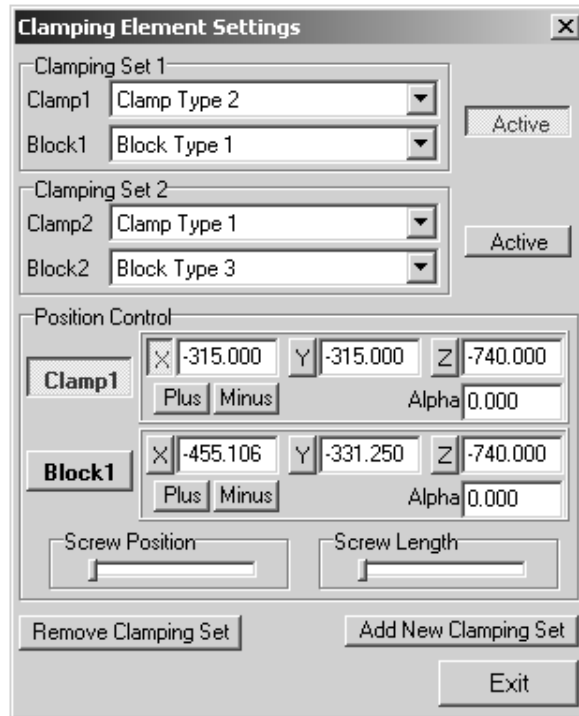 Clamping Element Settings
Clamping Set 1
Clamp1 Clamp Type 2
Active
Block1 Block Type 1
Clamping Set 2
Clamp2 Clamp Type 1
Active
Block2 Block Type 3
Position Control
Clamp1 X -315.000 Y -315.000 Z -740.000
Plus Minus Alpha 0.000
Block1 X -455.106 Y -331.250 Z -740.000
Plus Minus Alpha 0.000
Screw Position Screw Length
Remove Clamping Set Add New Clamping Set
Exit